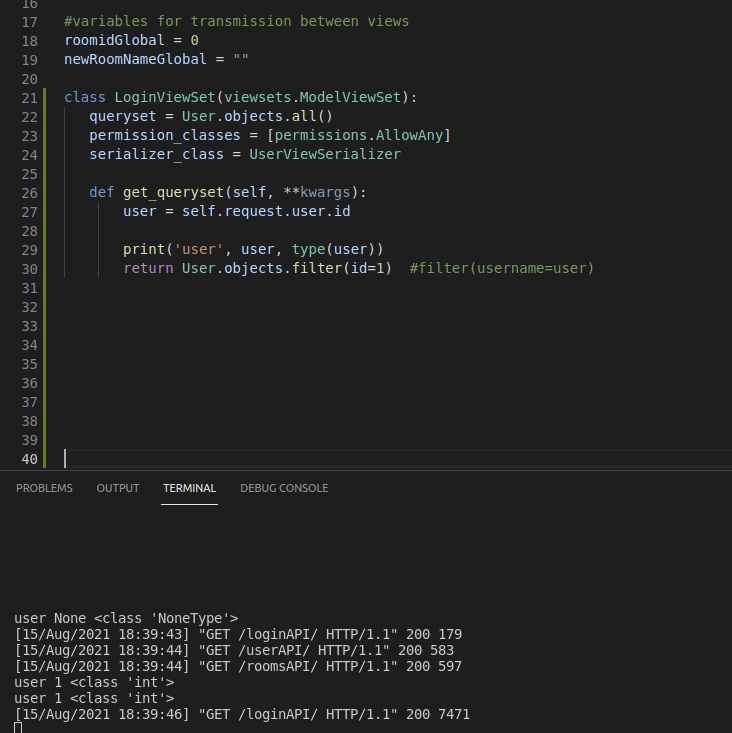 16
17 #variables for transmission between views
18 roomidGlobal = 0
19 newRoomNameGlobal = ""
20
21 class LoginViewSet(viewsets.ModelViewSet):
22 queryset = User.objects.all()
23 permission_classes = [permissions.AllowAny]
24 serializer_class = UserViewSerializer
25
26 def get_queryset(self, **kwargs):
27 user = self.request.user.id
28
29 print('user', user, type(user))
30 return User.objects.filter(id=1) #filter(username=user)
31
32
33
34
35
36
37
38
39
40
PROBLEMS OUTPUT TERMINAL DEBUG CONSOLE
user None <class 'NoneType'>
[15/Aug/2021 18:39:43] "GET /loginAPI/ HTTP/1.1" 200 179
[15/Aug/2021 18:39:44] "GET /userAPI/ HTTP/1.1" 200 583
[15/Aug/2021 18:39:44] "GET /roomsAPI/ HTTP/1.1" 200 597
user 1 <class 'int'>
user 1 <class 'int'>
[15/Aug/2021 18:39:46] "GET /loginAPI/ HTTP/1.1" 200 7471